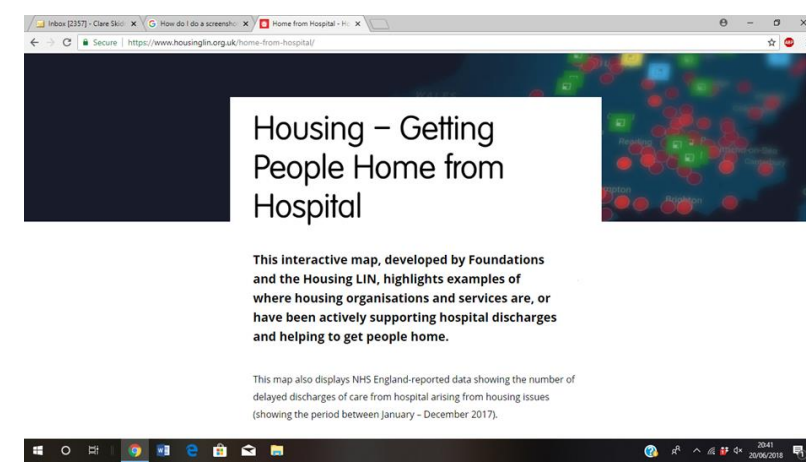 Inbox [2357] - Clare Skid
How do I do a screensho
Home from Hospital - Ho
Secure
https://www.housinglin.org.uk/home-from-hospital/
ABP
WALES
Reading
Brighton
Housing – Getting
People Home from
Hospital
This interactive map, developed by Foundations
and the Housing LIN, highlights examples of
where housing organisations and services are, or
have been actively supporting hospital discharges
and helping to get people home.
This map also displays NHS England-reported data showing the number of
delayed discharges of care from hospital arising from housing issues
(showing the period between January – December 2017).
20:41
20/06/2018